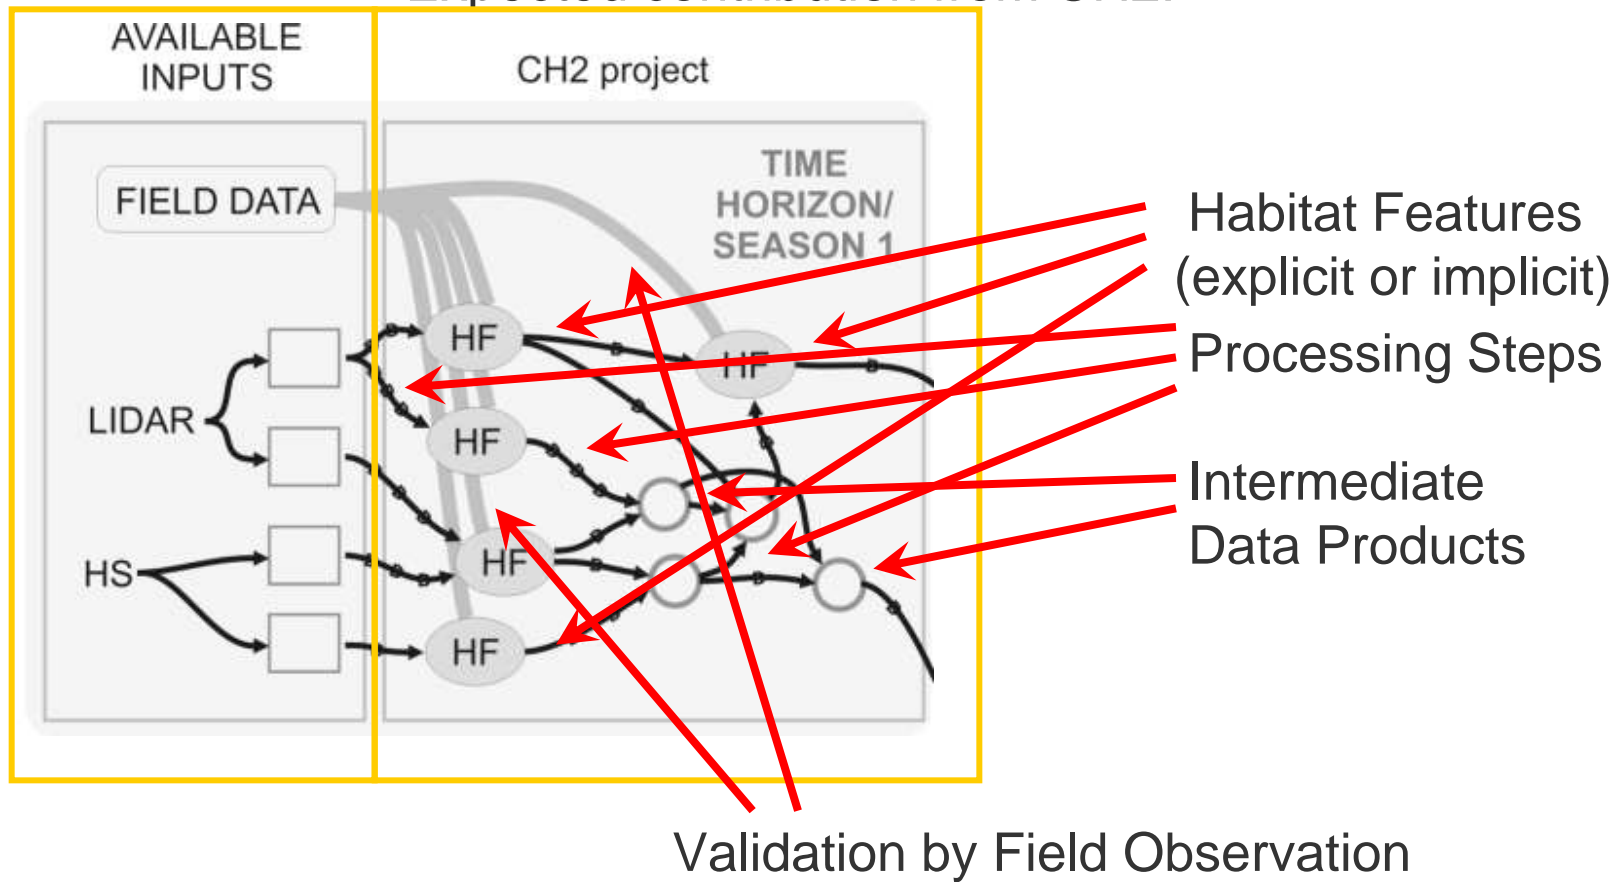 AVAILABLE
INPUTS
CH2 project
FIELD DATA
TIME
HORIZON/
SEASON 1
HF
HF
HF
HF
HF
LIDAR
HS
Habitat Features
(explicit or implicit)
Processing Steps
Intermediate
Data Products
Validation by Field Observation